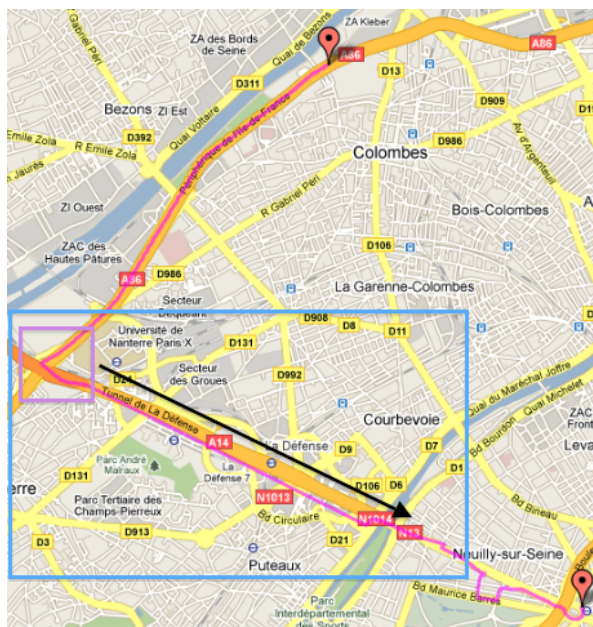 ZA des Bords
de Seine
Quai de Bezons
ZA Kleber
A86
A86
R Gabriel Péri
D311
D13
D909
Bezons
ZI Est
Quai Voltaire
Périphérique de l'Ile de France
D392
R Emile Zola
Emile Zola
Jaurès
D986
Av d'Argenteuil
Colombes
R Gabriel Péri
ZI Ouest
Bois-Colombes
ZAC des
Hautes Pâtures
D106
A86
D986
La Garenne-Colombes
Secteur
Dequéant
D908
D8
D11
Université de
Nanterre Paris X
D131
Secteur
des Groues
D992
Quai du Maréchal Joffre
Quai Michelet
Tunnel de La Défense
Courbevoie
ZAC
Front
Bd Bourdon
Leva
A14
La Défense
D9
D7
Parc André
Malraux
La
Défense 7
D131
D106
D6
D1
erre
Parc Tertiaire des
Champs-Pierreux
N1013
N1014
N13
Bd Bineau
Bd Circulaire
D913
D21
D3
Neuilly-sur-Seine
Puteaux
Bd Maurice Barrès
Parc
Interdépartemental
des Sports